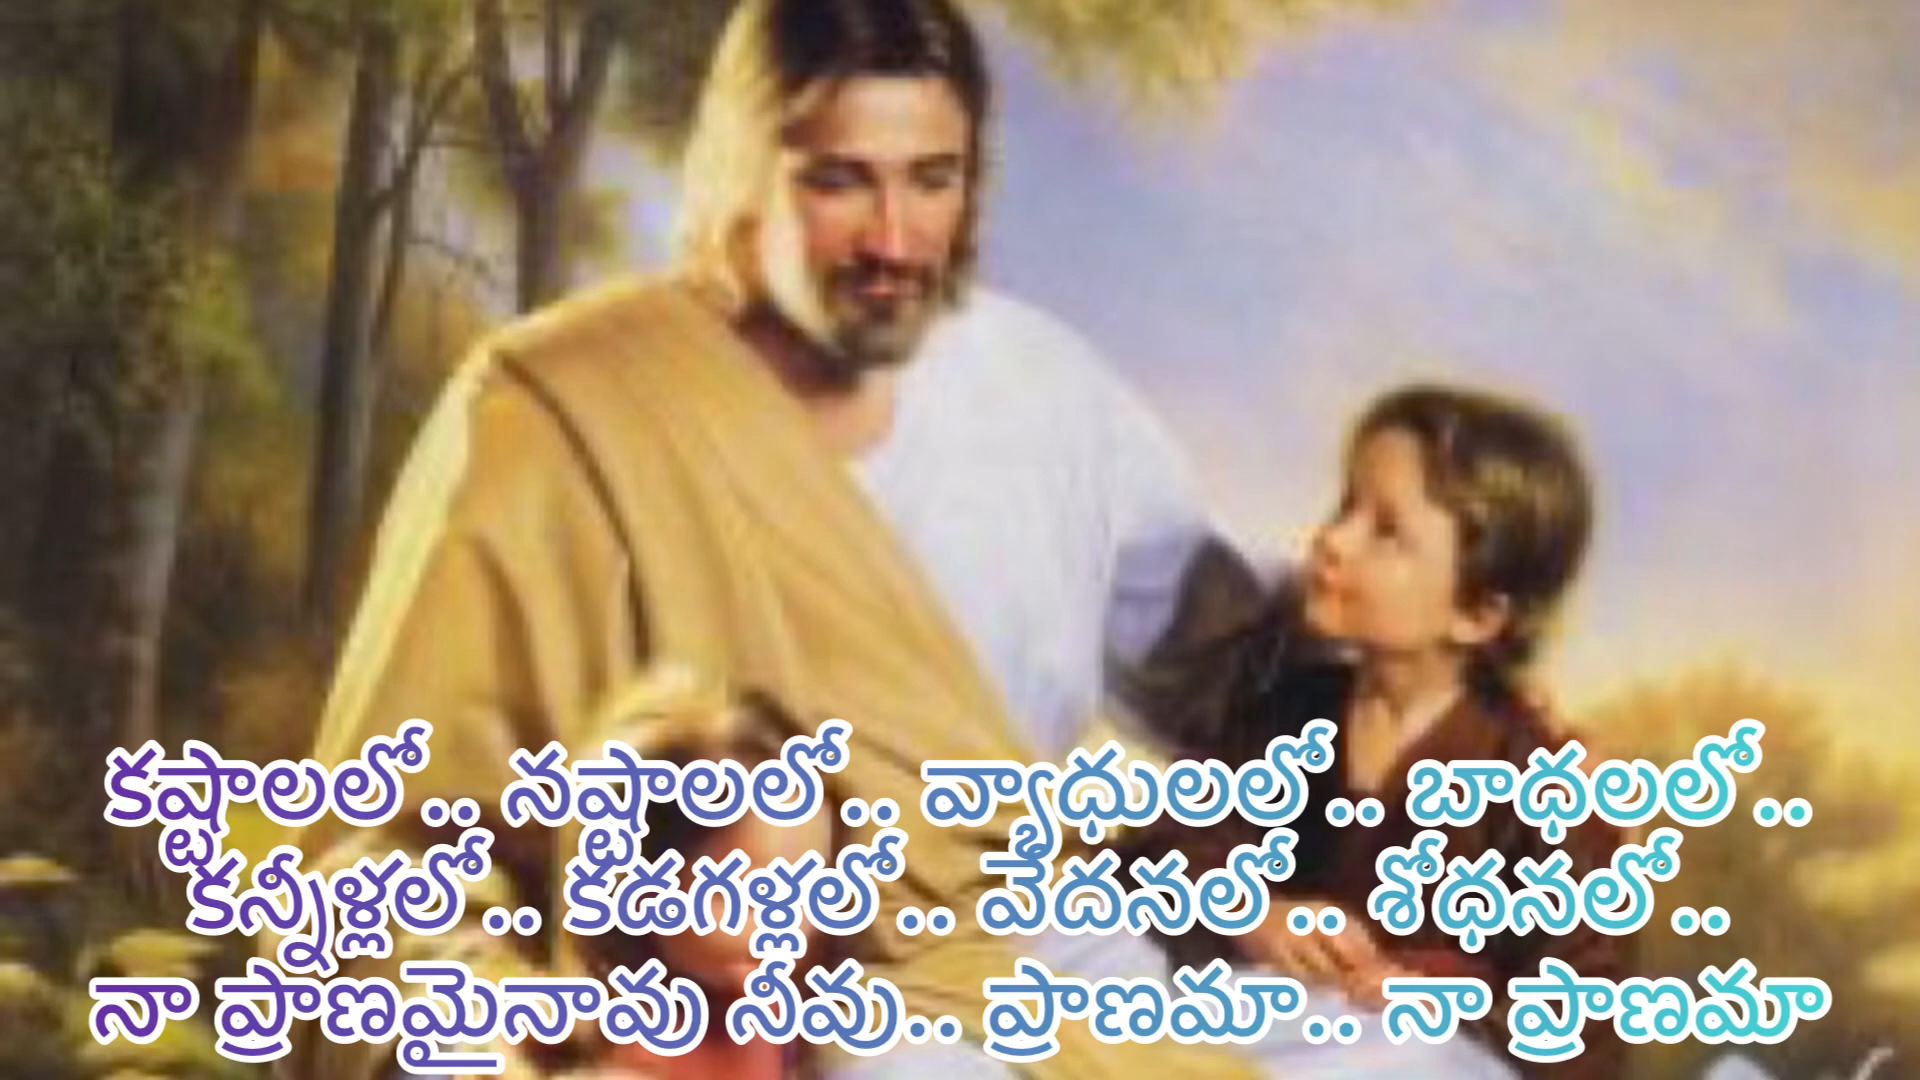 కష్టాలలో.. నష్టాలలో.. వ్యాధులలో.. బాధలలో..
కన్నీళ్లలో.. కడగళ్లలో.. వేదనలో.. శోధనలో..
నా ప్రాణమైనావు నీవు.. ప్రాణమా.. నా ప్రాణమా